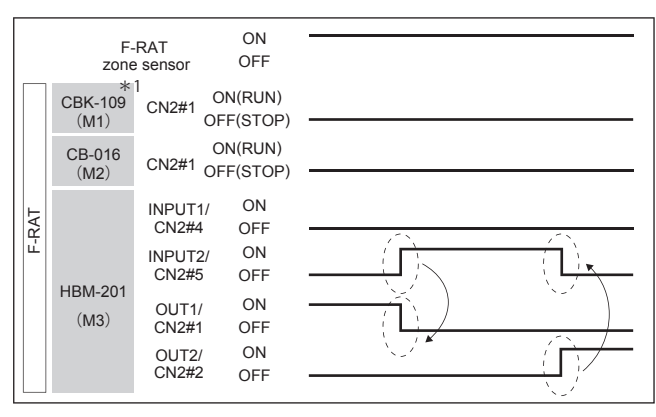 F-RAT
zone sensor
ON
OFF
F-RAT
*1
CBK-109
(M1)
CN2#1
ON(RUN)
OFF(STOP)
CB-016
(M2)
CN2#1
ON(RUN)
OFF(STOP)
HBM-201
(M3)
INPUT1/
CN2#4
ON
OFF
INPUT2/
CN2#5
ON
OFF
OUT1/
CN2#1
ON
OFF
OUT2/
CN2#2
ON
OFF